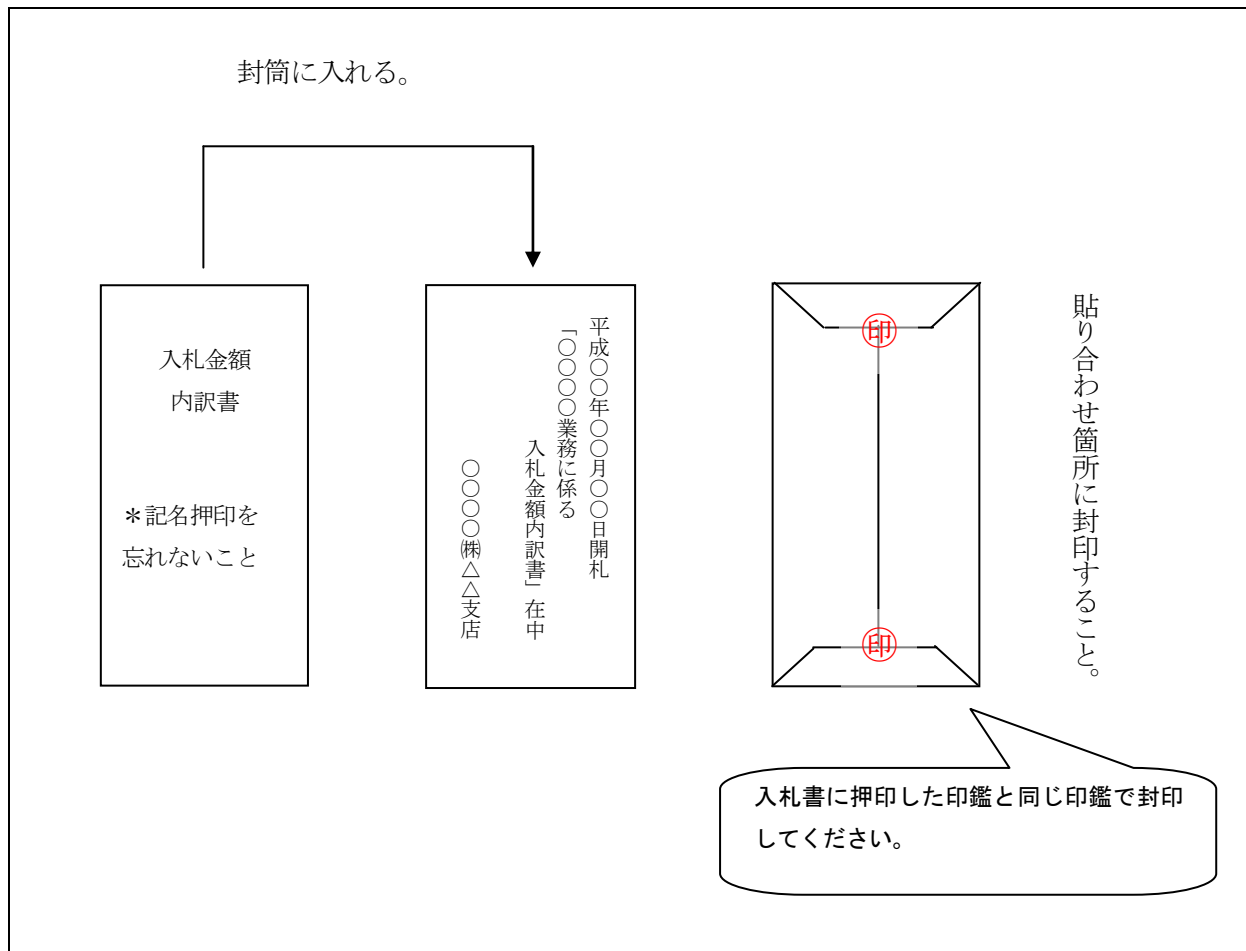 封筒に入れる。
入札金額
内訳書
＊記名押印を
忘れないこと
平成〇〇年〇〇月〇〇日開札
「〇〇〇〇業務に係る
入札金額内訳書」在中
〇〇〇〇㈱△△支店
印
印
貼り合わせ箇所に封印すること。
入札書に押印した印鑑と同じ印鑑で封印
してください。